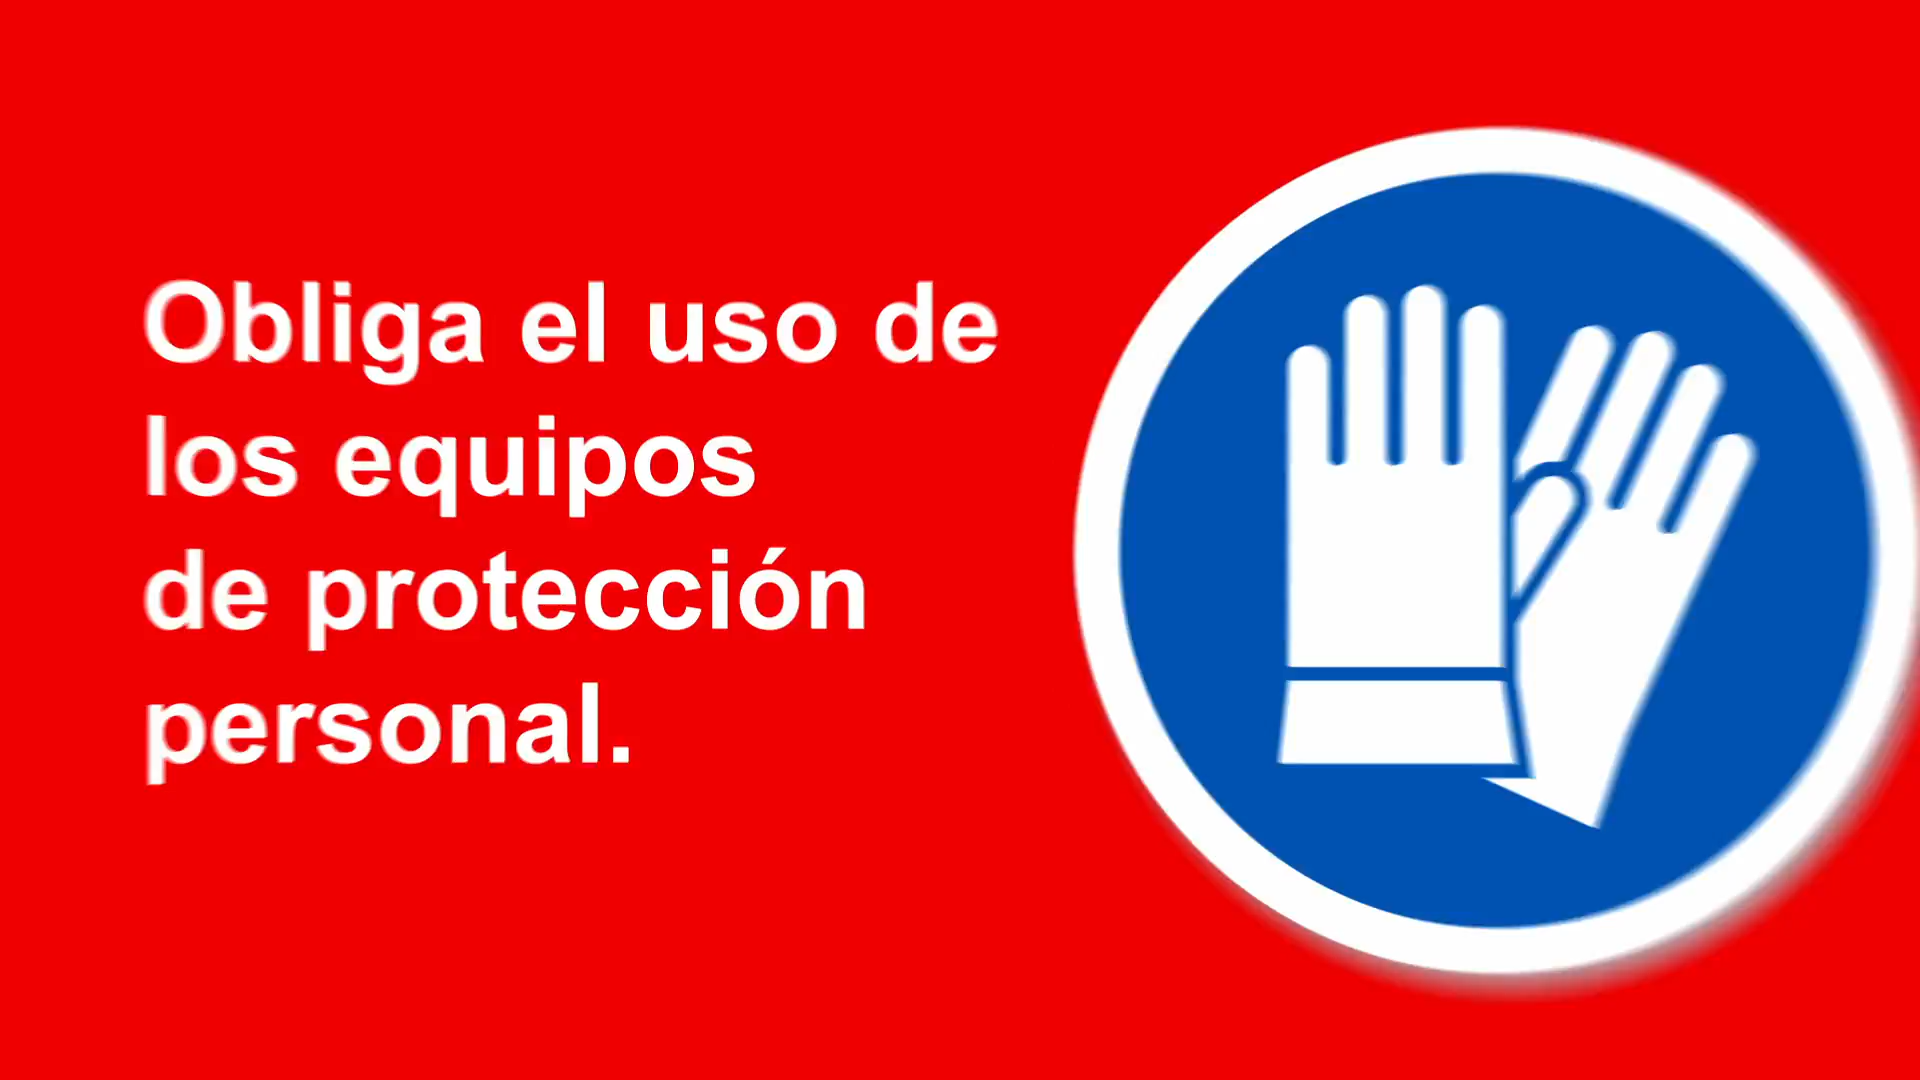 Obliga el uso de
los equipos
de protección
personal.